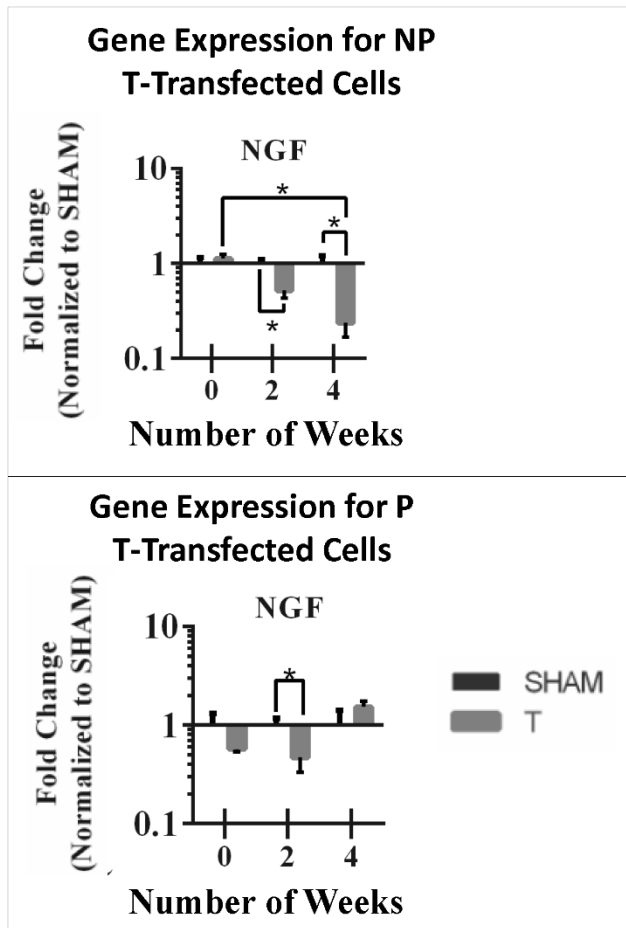 Gene Expression for NP
T-Transfected Cells
Fold Change
(Normalized to SHAM)
NGF
10
1
0.1
*
*
*
0
2
4
Number of Weeks
Gene Expression for P
T-Transfected Cells
Fold Change
(Normalized to SHAM)
NGF
10
1
0.1
*
0
2
4
Number of Weeks
SHAM
T